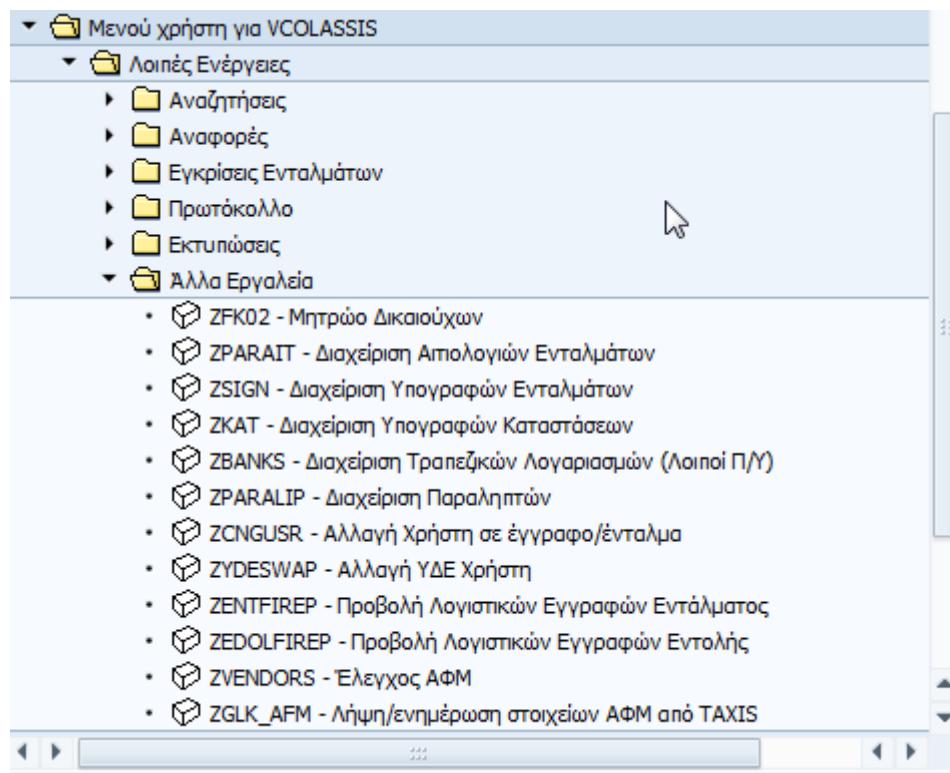 Μενού χρήστη για VCOLASSIS
Λοιπές Ενέργειες
Αναζητήσεις
Αναφορές
Εγκρίσεις Ενταλμάτων
Πρωτόκολλο
Εκτυπώσεις
Άλλα Εργαλεία
ZFK02 - Μητρώο Δικαιούχων
ZPARAIT - Διαχείριση Αιτιολογιών Ενταλμάτων
ZSIGN - Διαχείριση Υπογραφών Ενταλμάτων
ZKAT - Διαχείριση Υπογραφών Καταστάσεων
ZBANKS - Διαχείριση Τραπεζικών Λογαριασμών (Λοιποί Π/Υ)
ZPARALIP - Διαχείριση Παραληπτών
ZCNGUSR - Αλλαγή Χρήστη σε έγγραφο/ένταλμα
ZYDESWAP - Αλλαγή ΥΔΕ Χρήστη
ZENTFIREP - Προβολή Λογιστικών Εγγραφών Εντάλματος
ZEDOLFIREP - Προβολή Λογιστικών Εγγραφών Εντολής
ZVENDORS - Έλεγχος ΑΦΜ
ZGLK_AFM - Λήψη/ενημέρωση στοιχείων ΑΦΜ από TAXIS